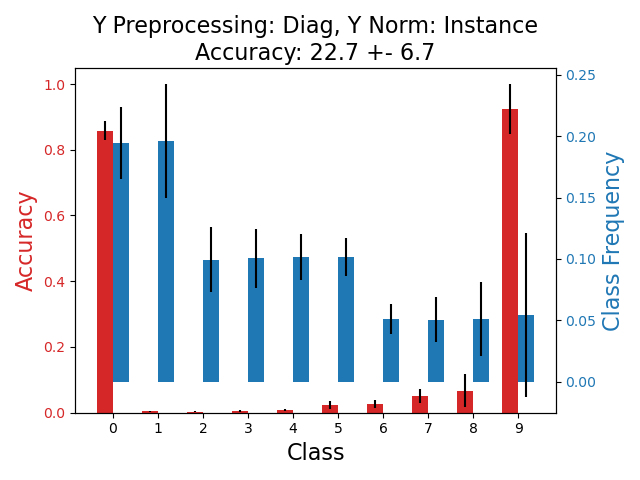 Y Preprocessing: Diag, Y Norm: Instance
Accuracy: 22.7 +- 6.7
1.0
0.8
0.6
0.4
0.2
0.0
Accuracy
0.25
0.20
0.15
0.10
0.05
0.00
Class Frequency
0 1 2 3 4 5 6 7 8 9
Class